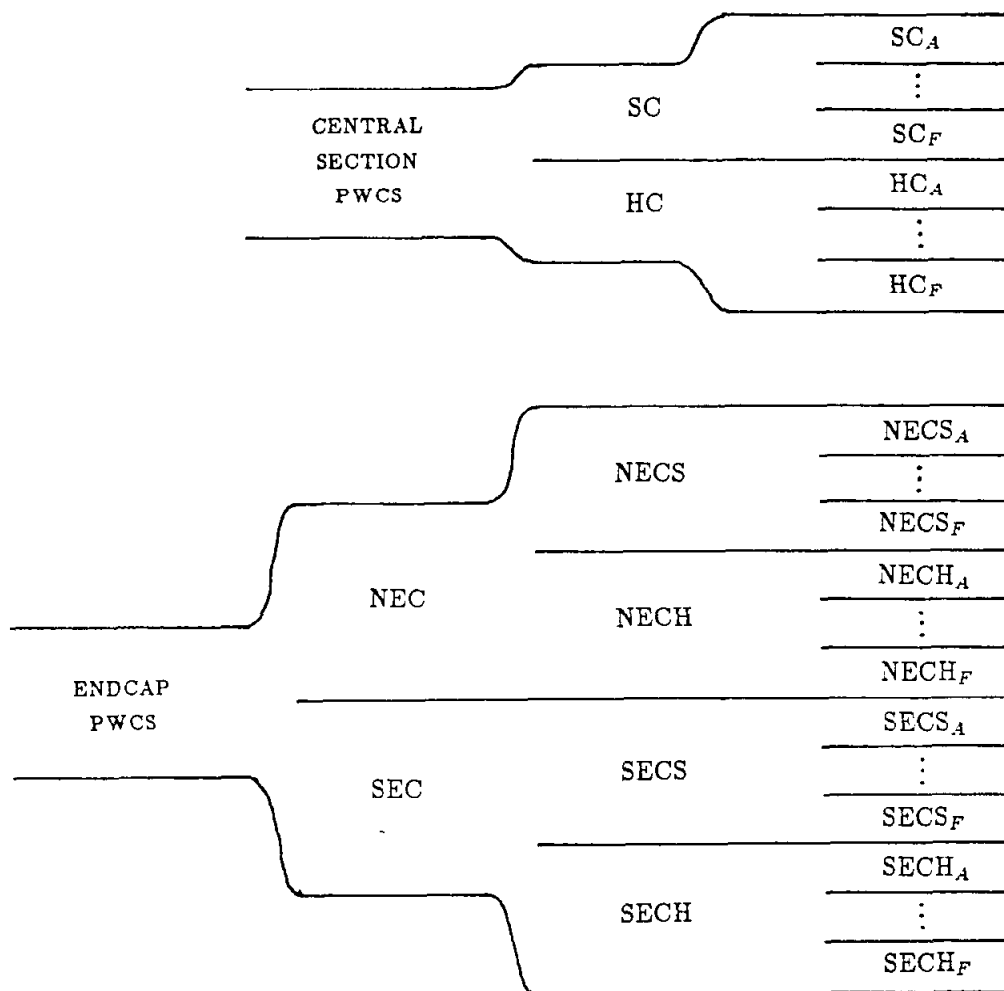 SC_A
⋮
SC
SC_F
CENTRAL
SECTION
PWCS
HC
HC_A
⋮
HC_F
NECS_A
NECS
⋮
NECS_F
NEC
NECH_A
NECH
⋮
NECH_F
ENDCAP
PWCS
SECS_A
SEC
SECS
⋮
SECS_F
SECH_A
SECH
⋮
SECH_F